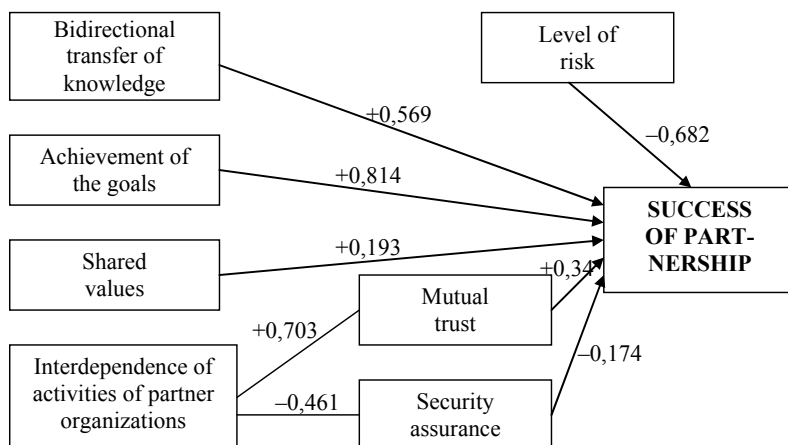 Bidirectional
transfer of
knowledge
Level of
risk
+0,569
–0,682
Achievement of
the goals
+0,814
SUCCESS
OF PART-
NERSHIP
Shared
values
+0,193
+0,34
Mutual
trust
+0,703
–0,174
Interdependence of
activities of partner
organizations
–0,461
Security
assurance